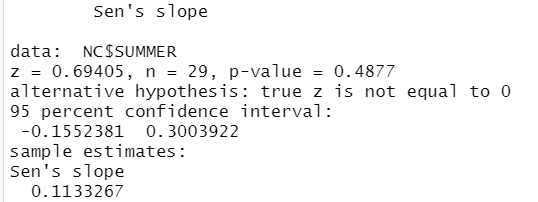 Sen's slope
data:  NC$SUMMER
z = 0.69405, n = 29, p-value = 0.4877
alternative hypothesis: true z is not equal to 0
95 percent confidence interval:
-0.1552381  0.3003922
sample estimates:
Sen's slope
0.1133267